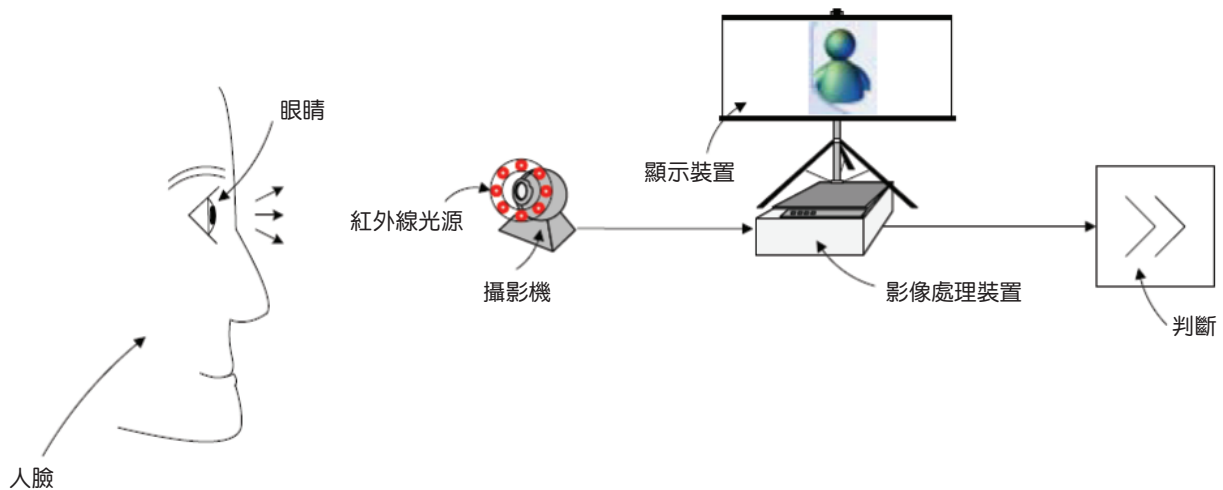 眼睛
顯示裝置
紅外線光源
攝影機
影像處理裝置
判斷
人臉